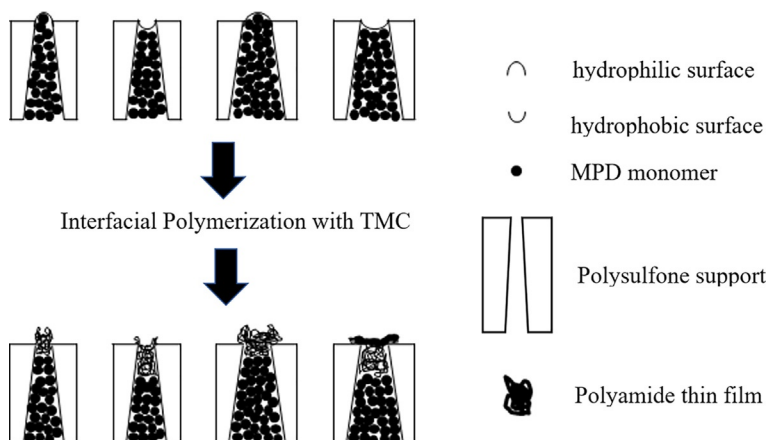 hydrophilic surface
hydrophobic surface
MPD monomer
Interfacial Polymerization with TMC
Polysulfone support
Polyamide thin film